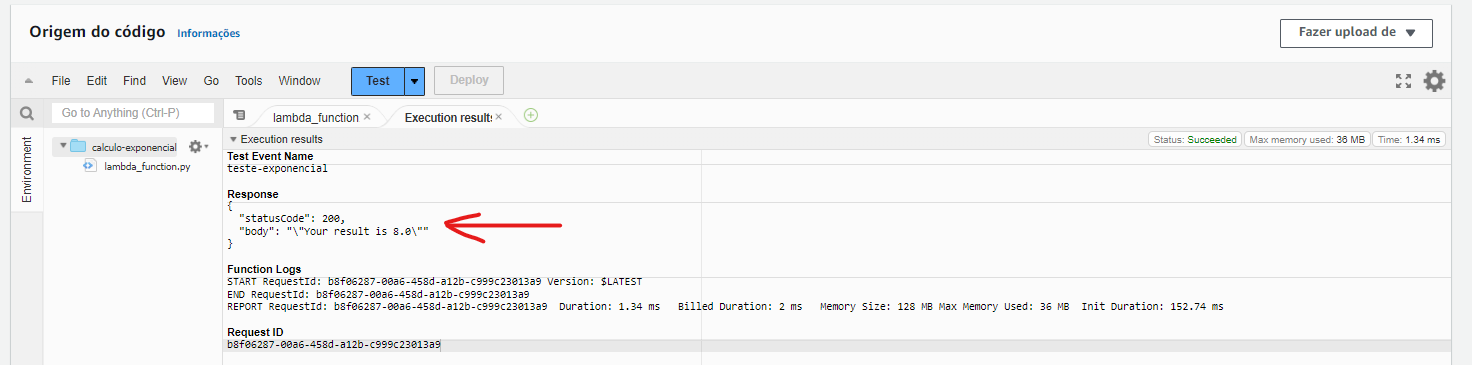 Origem do código Informações
Fazer upload de
File Edit Find View Go Tools Window Test Deploy
Go to Anything (Ctrl-P)
lambda_function Execution results
Environment
calculo-exponencial
lambda_function.py
Execution results Status: Succeeded Max memory used: 36 MB Time: 1.34 ms
Test Event Name
teste-exponencial
Response
{
"statusCode": 200,
"body": "\"Your result is 8.0\""
}
Function Logs
START RequestId: b8f06287-00a6-458d-a12b-c999c23013a9 Version: $LATEST
END RequestId: b8f06287-00a6-458d-a12b-c999c23013a9
REPORT RequestId: b8f06287-00a6-458d-a12b-c999c23013a9 Duration: 1.34 ms Billed Duration: 2 ms Memory Size: 128 MB Max Memory Used: 36 MB Init Duration: 152.74 ms
Request ID
b8f06287-00a6-458d-a12b-c999c23013a9